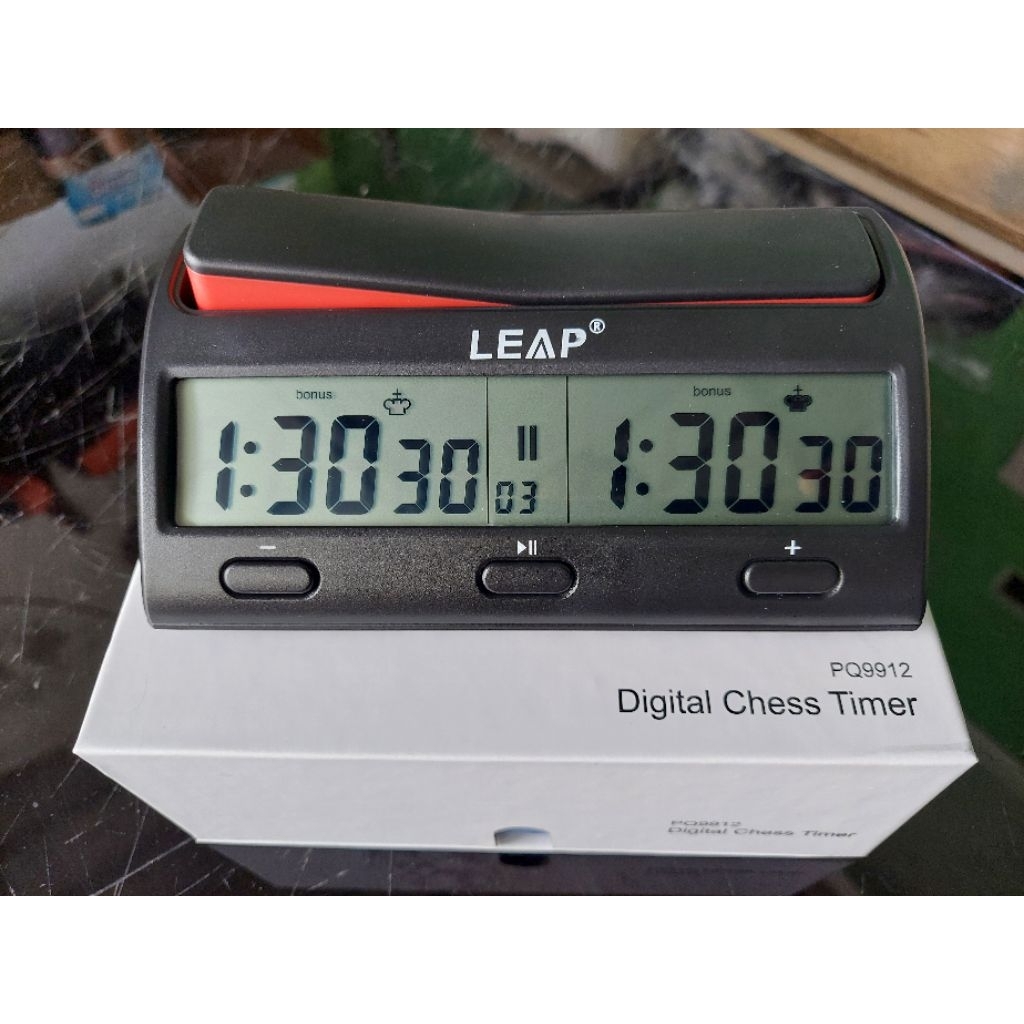 LEAP®
bonus bonus
1:30 30 03 1:30 30
− ▶II +
PQ9912
Digital Chess Timer
PQ9912
Digital Chess Timer